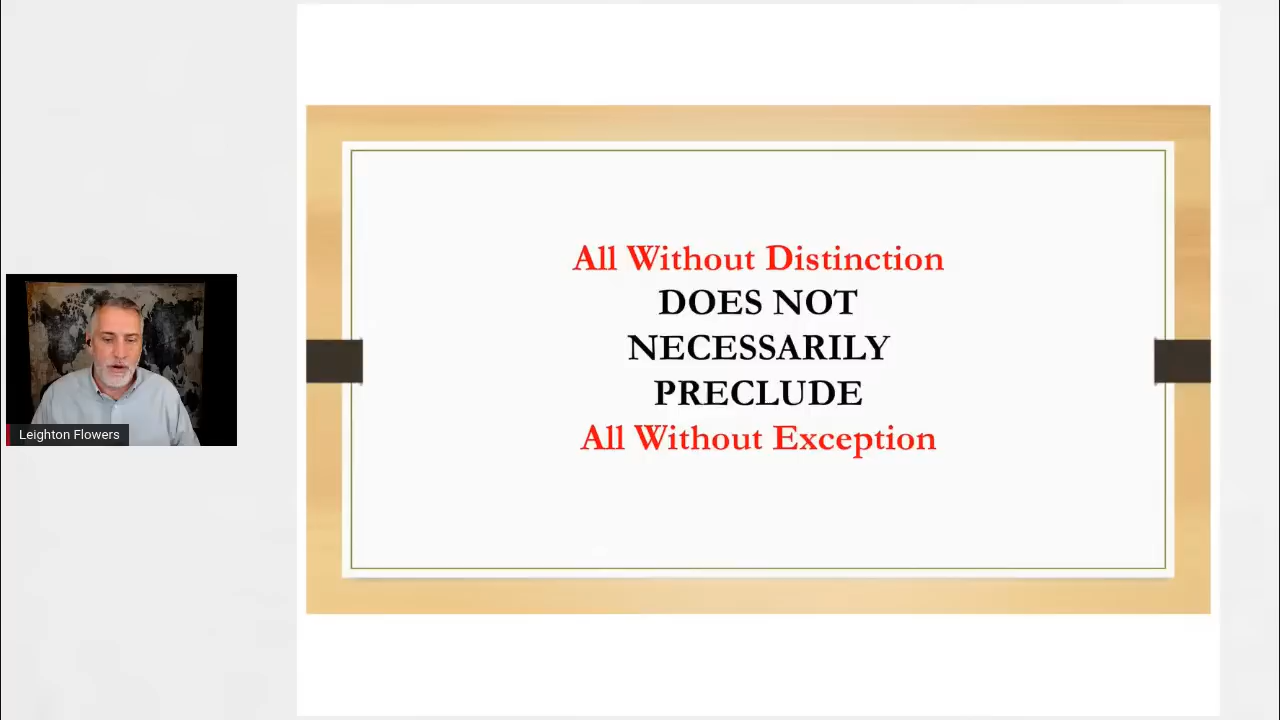 All Without Distinction
DOES NOT
NECESSARILY
PRECLUDE
All Without Exception
Leighton Flowers